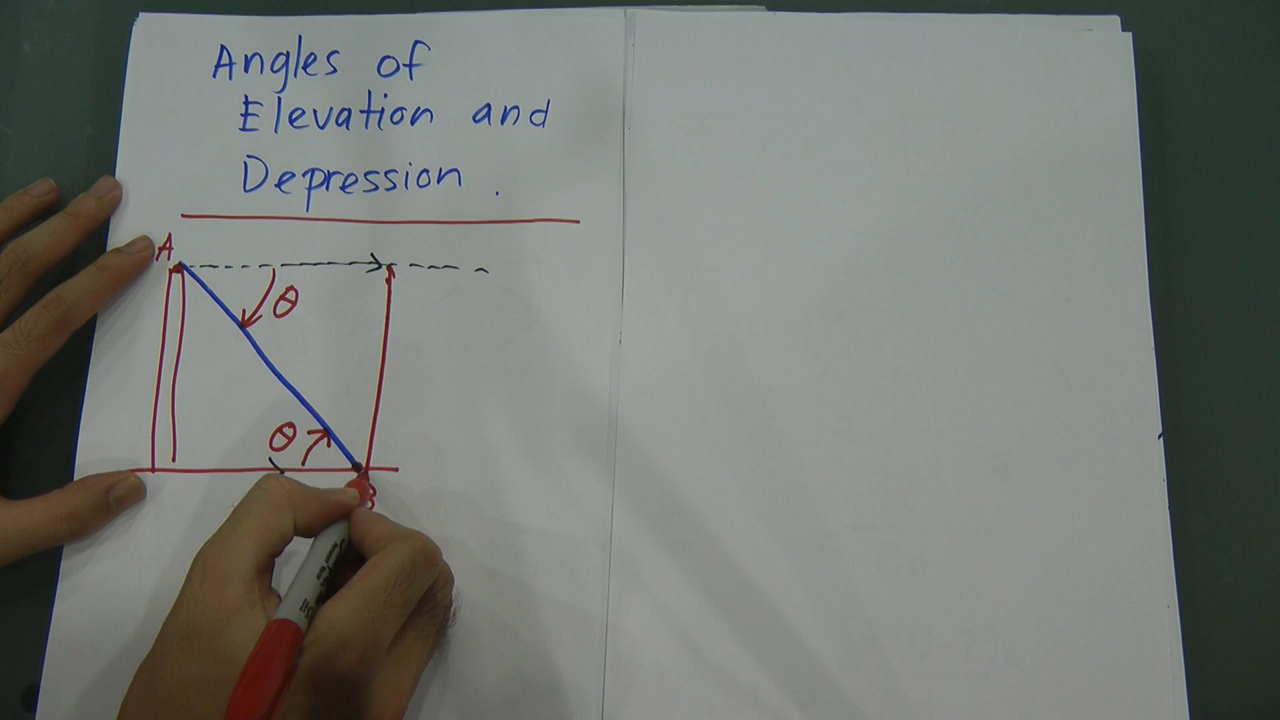 Angles of
Elevation and
Depression.
A
θ
θ
B